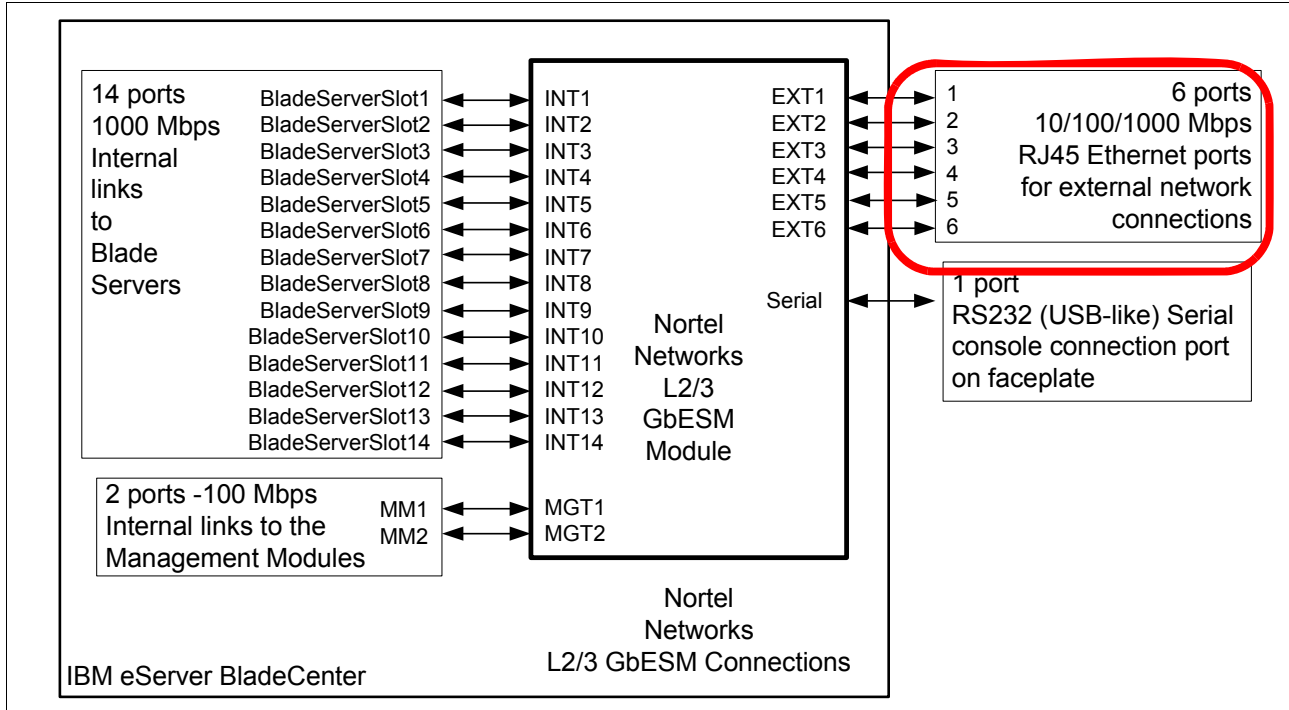 14 ports
1000 Mbps
Internal
links
to
Blade
Servers
BladeServerSlot1
BladeServerSlot2
BladeServerSlot3
BladeServerSlot4
BladeServerSlot5
BladeServerSlot6
BladeServerSlot7
BladeServerSlot8
BladeServerSlot9
BladeServerSlot10
BladeServerSlot11
BladeServerSlot12
BladeServerSlot13
BladeServerSlot14
INT1
INT2
INT3
INT4
INT5
INT6
INT7
INT8
INT9
INT10
INT11
INT12
INT13
INT14
Nortel
Networks
L2/3
GbESM
Module
EXT1
EXT2
EXT3
EXT4
EXT5
EXT6
Serial
1
2
3
4
5
6
6 ports
10/100/1000 Mbps
RJ45 Ethernet ports
for external network
connections
1 port
RS232 (USB-like) Serial
console connection port
on faceplate
2 ports -100 Mbps
Internal links to the
Management Modules
MM1
MM2
MGT1
MGT2
Nortel
Networks
L2/3 GbESM Connections
IBM eServer BladeCenter